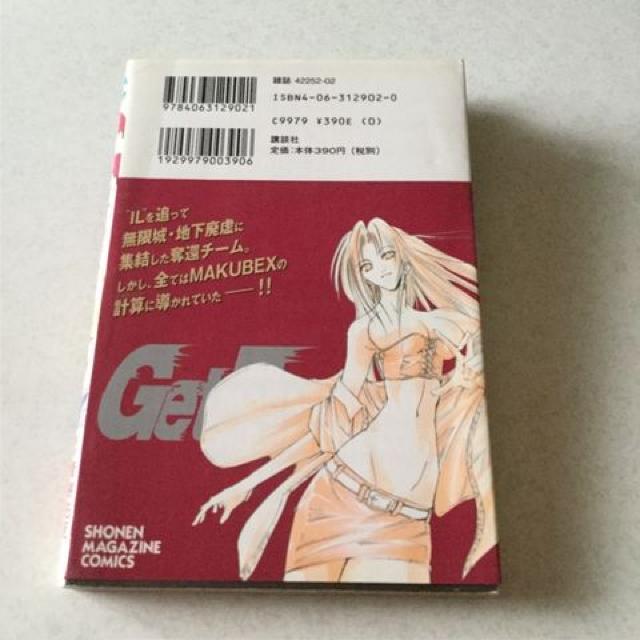 雑誌 42252-02
9784063129021
ISBN4-06-312902-0
C9979 ¥390E (0)
1929979003906
講談社
定価:本体390円(税別)
"IL"を追って
無限城・地下廃虚に
集結した奪還チーム。
しかし、全てはMAKUBEXの
計算に導かれていた——!!
Get
SHONEN
MAGAZINE
COMICS